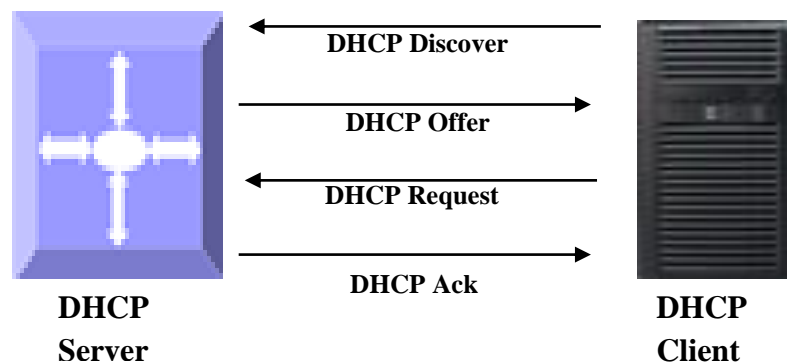 DHCP Discover
DHCP Offer
DHCP Request
DHCP Ack
DHCP
Server
DHCP
Client